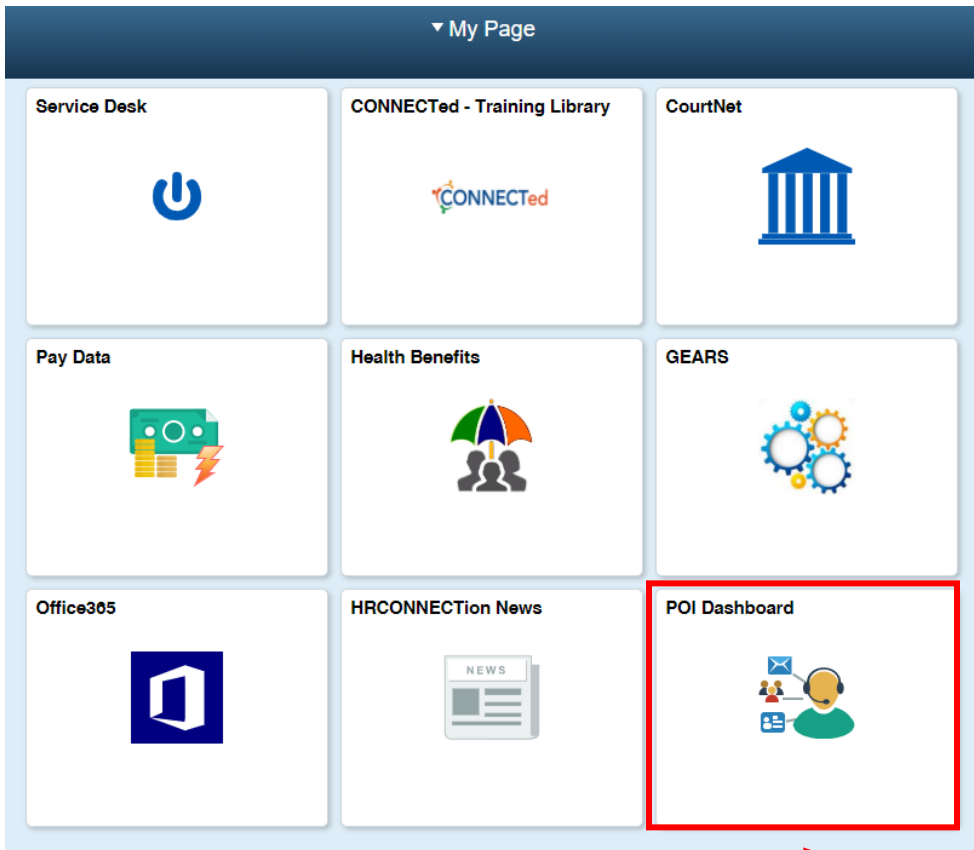 My Page
Service Desk
CONNECTed - Training Library
CourtNet
CONNECTed
Pay Data
Health Benefits
GEARS
Office365
HRCONNECTion News
POI Dashboard
NEWS